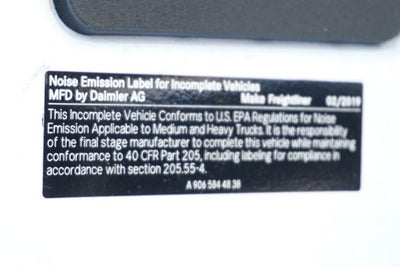 Noise Emission Label for Incomplete Vehicles
MFD by Daimler AG Make Freightliner 02/2019
This Incomplete Vehicle Conforms to U.S. EPA Regulations for Noise
Emission Applicable to Medium and Heavy Trucks. It is the responsibility
of the final stage manufacturer to complete this vehicle while maintaining
conformance to 40 CFR Part 205, including labeling for compliance in
accordance with section 205.55-4.
A 906 584 48 38